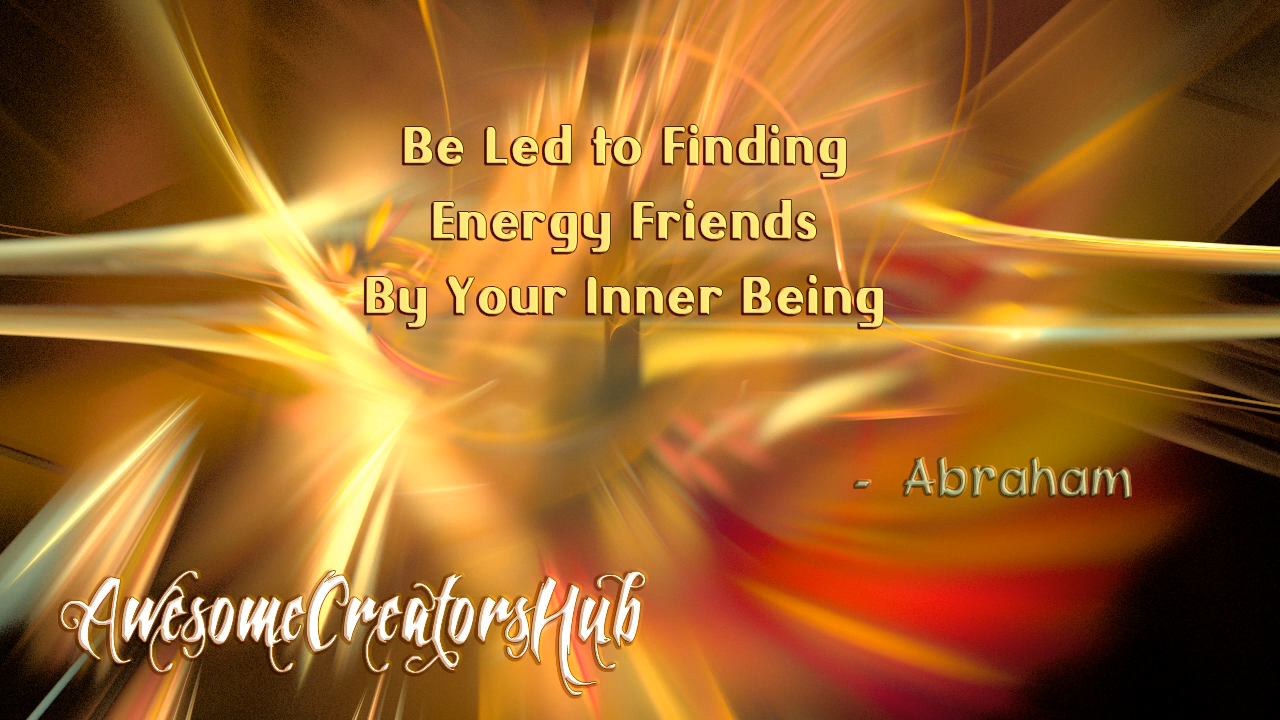 Be Led to Finding
Energy Friends
By Your Inner Being
- Abraham
AwesomeCreatorsHub